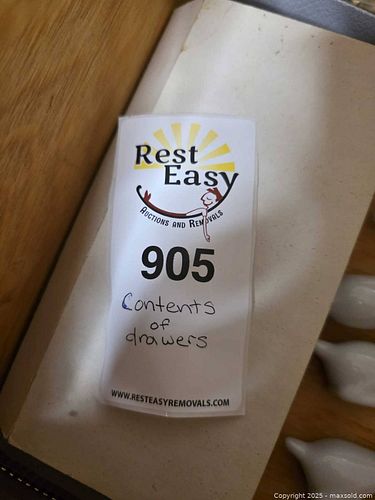 Rest
Easy
AUCTIONS AND REMOVALS
905
Contents
of
drawers
WWW.RESTEASYREMOVALS.COM
Copyright 2025 - maxsold.com